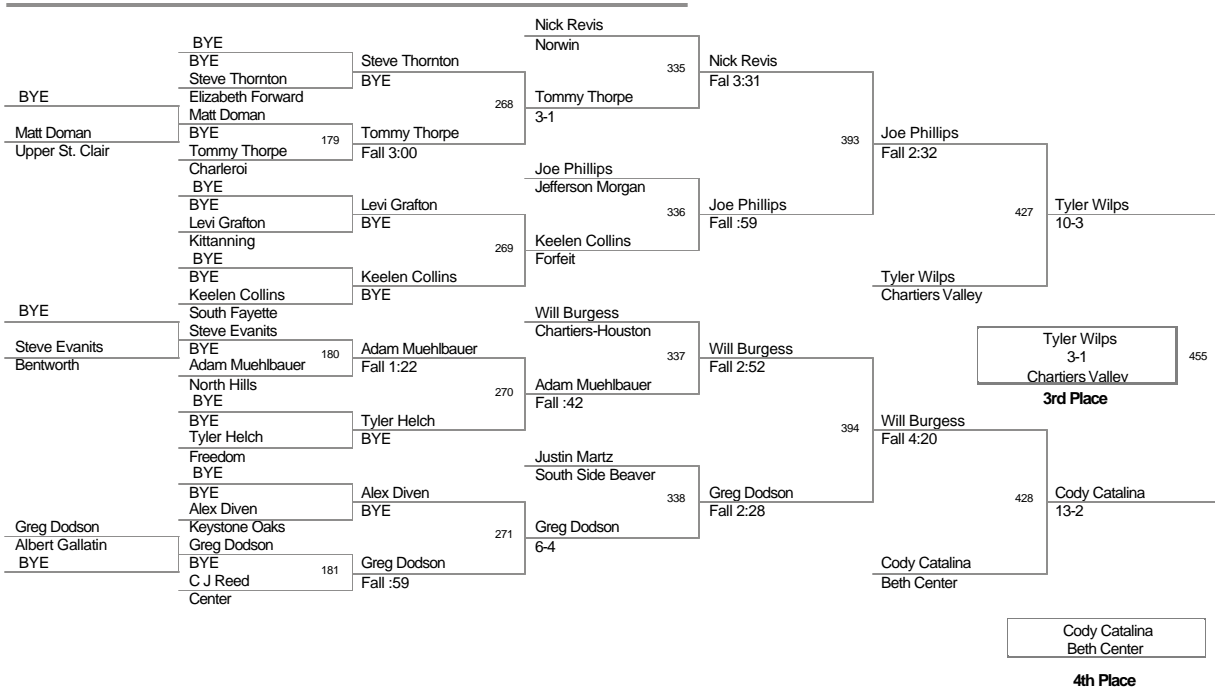 BYE
Matt Doman
Upper St. Clair
BYE
Steve Evanits
Bentworth
Greg Dodson
Albert Gallatin
BYE
BYE
BYE
Steve Thornton
Elizabeth Forward
Matt Doman
BYE
179
Tommy Thorpe
Charleroi
BYE
BYE
Levi Grafton
Kittanning
BYE
BYE
Keelen Collins
South Fayette
Steve Evanits
BYE
180
Adam Muehlbauer
North Hills
BYE
BYE
Tyler Helch
Freedom
BYE
BYE
Alex Diven
Keystone Oaks
Greg Dodson
BYE
181
C J Reed
Center
Steve Thornton
BYE
268
Tommy Thorpe
Fall 3:00
Levi Grafton
BYE
269
Keelen Collins
BYE
Adam Muehlbauer
Fall 1:22
270
Tyler Helch
BYE
Alex Diven
BYE
271
Greg Dodson
Fall :59
Nick Revis
Norwin
335
Tommy Thorpe
3-1
Joe Phillips
Jefferson Morgan
336
Keelen Collins
Forfeit
Will Burgess
Chartiers-Houston
337
Adam Muehlbauer
Fall :42
Justin Martz
South Side Beaver
338
Greg Dodson
6-4
Nick Revis
Fal 3:31
393
Joe Phillips
Fall :59
Will Burgess
Fall 2:52
394
Greg Dodson
Fall 2:28
Joe Phillips
Fall 2:32
427
Tyler Wilps
Chartiers Valley
Will Burgess
Fall 4:20
428
Cody Catalina
Beth Center
Tyler Wilps
10-3
Tyler Wilps
3-1
Chartiers Valley
455
3rd Place
Cody Catalina
13-2
Cody Catalina
Beth Center
4th Place